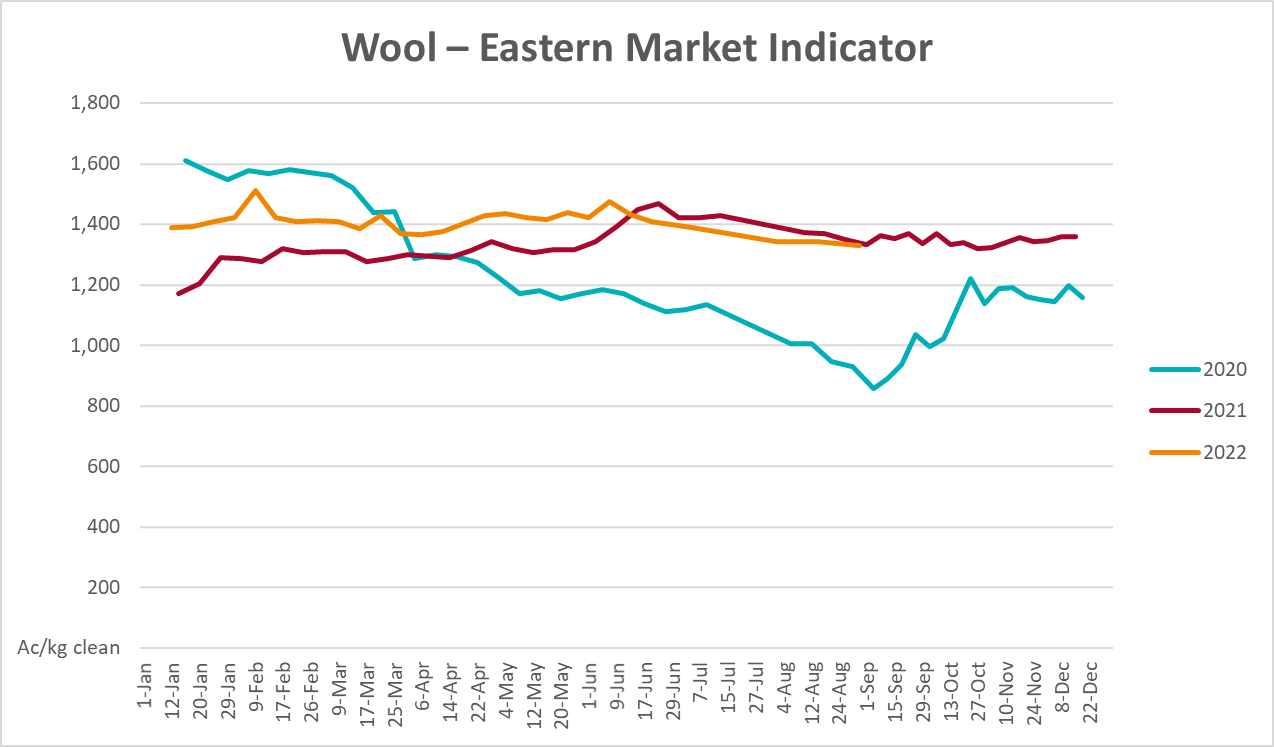 Wool – Eastern Market Indicator
1,800
1,600
1,400
1,200
1,000
800
600
400
200
Ac/kg clean
1-Jan
12-Jan
20-Jan
29-Jan
9-Feb
17-Feb
26-Feb
9-Mar
17-Mar
25-Mar
6-Apr
14-Apr
22-Apr
4-May
12-May
20-May
1-Jun
9-Jun
17-Jun
29-Jun
7-Jul
15-Jul
27-Jul
4-Aug
12-Aug
24-Aug
1-Sep
15-Sep
29-Sep
13-Oct
27-Oct
10-Nov
24-Nov
8-Dec
22-Dec
2020
2021
2022